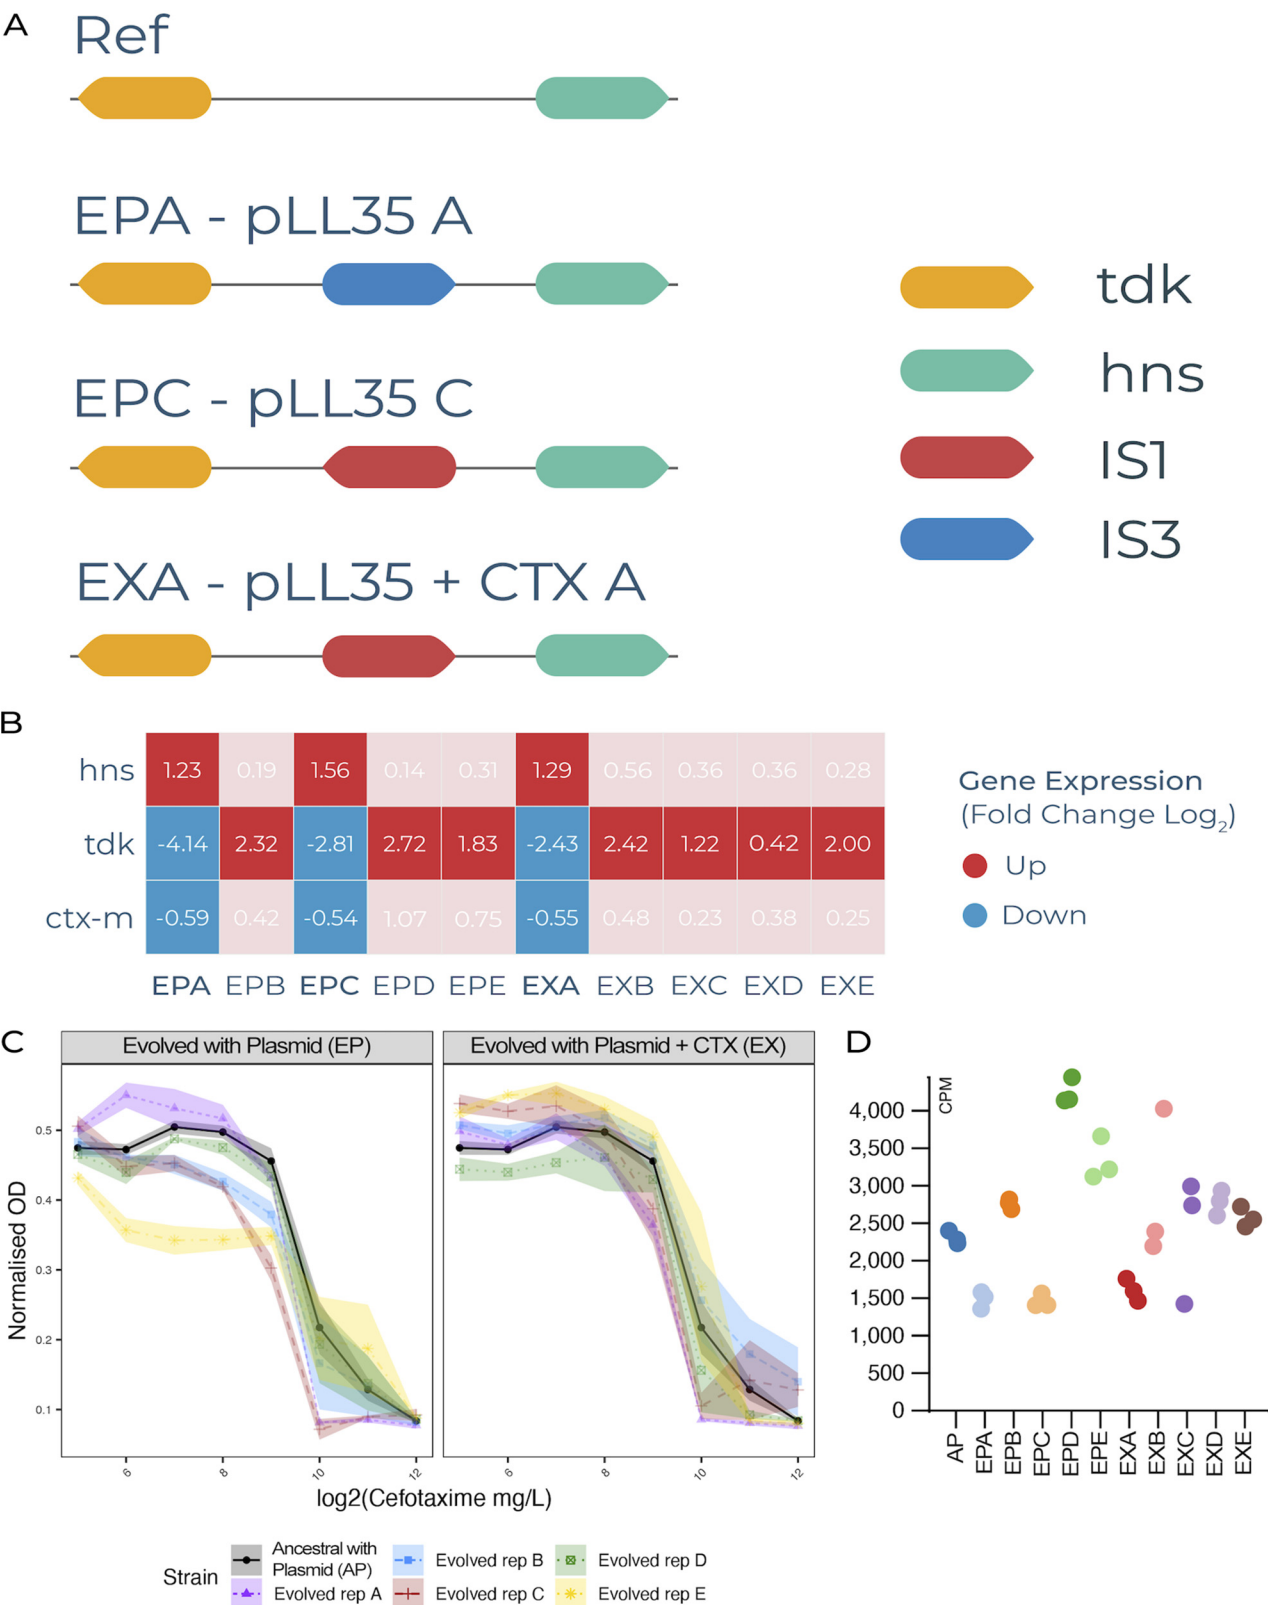 A
Ref
EPA - pLL35 A
EPC - pLL35 C
EXA - pLL35 + CTX A
tdk
hns
IS1
IS3
B
hns 1.23 0.19 1.56 0.14 0.31 1.29 0.56 0.36 0.36 0.28
tdk -4.14 2.32 -2.81 2.72 1.83 -2.43 2.42 1.22 0.42 2.00
ctx-m -0.59 0.42 -0.54 1.07 0.75 -0.55 0.48 0.23 0.38 0.25
EPA EPB EPC EPD EPE EXA EXB EXC EXD EXE
Gene Expression
(Fold Change Log2)
Up
Down
C
Evolved with Plasmid (EP)
Evolved with Plasmid + CTX (EX)
Normalised OD
0.5
0.4
0.3
0.2
0.1
6 8 10 12
6 8 10 12
log2(Cefotaxime mg/L)
Strain
Ancestral with
Plasmid (AP)
Evolved rep A
Evolved rep B
Evolved rep C
Evolved rep D
Evolved rep E
D
CPM
4,000
3,500
3,000
2,500
2,000
1,500
1,000
500
0
AP EPA EPB EPC EPD EPE EXA EXB EXC EXD EXE